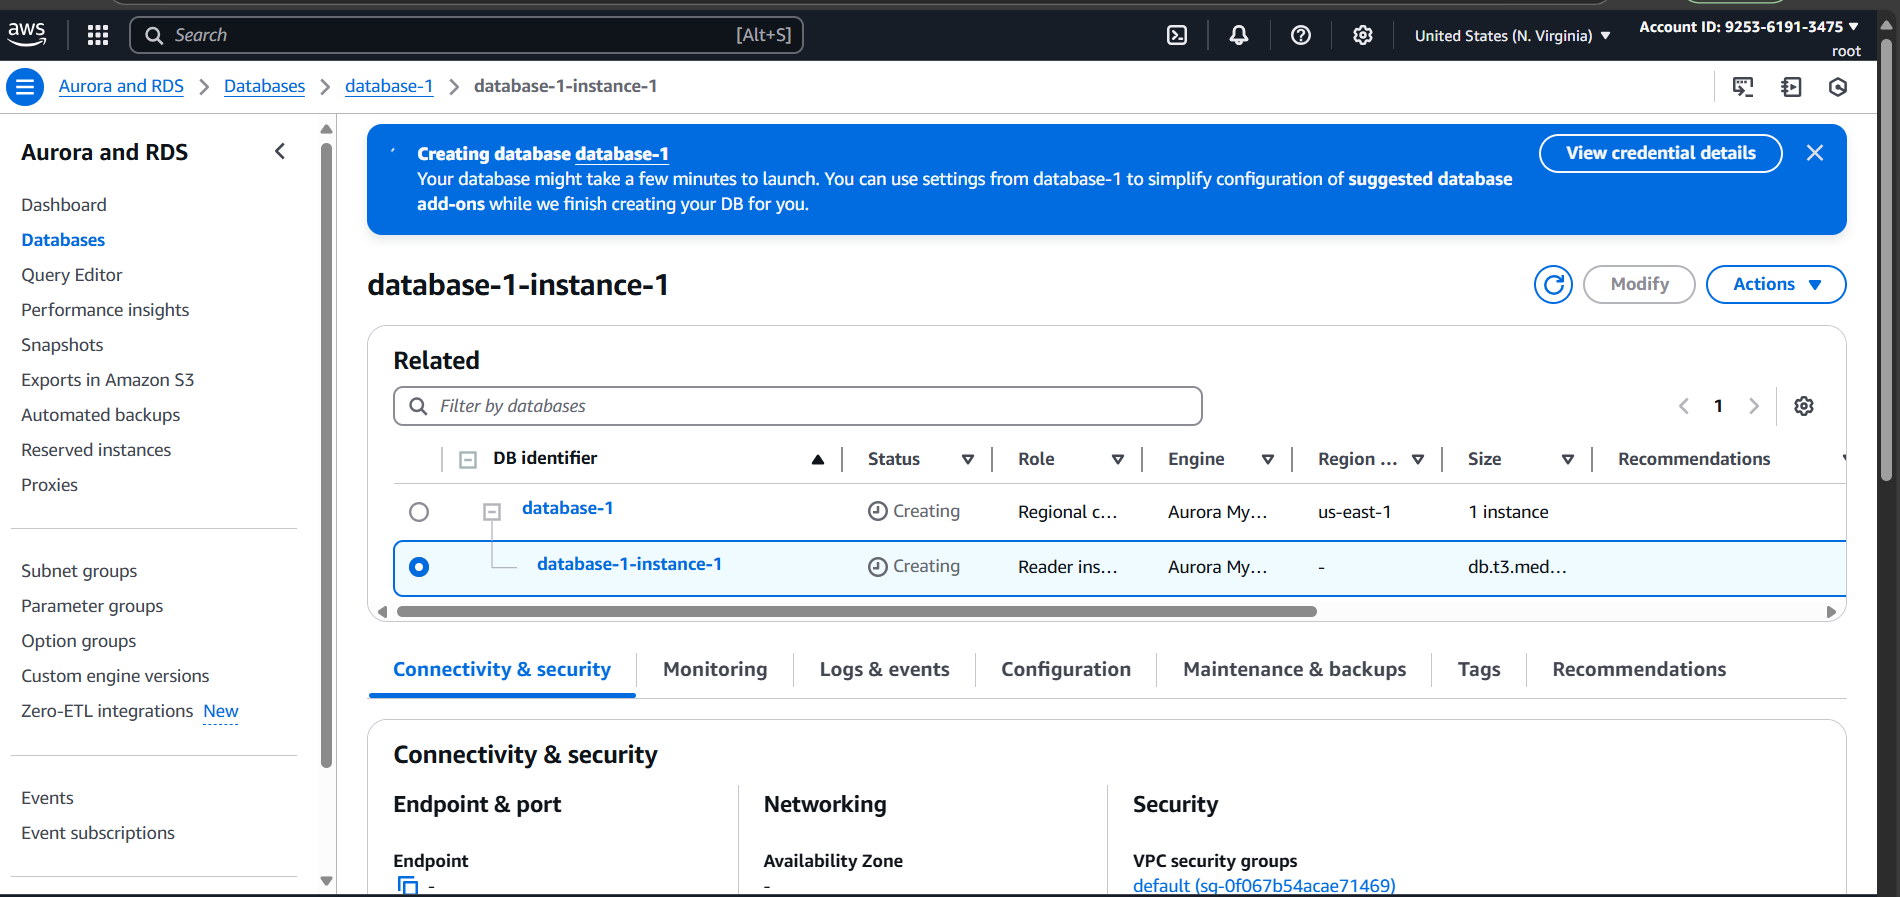 aws
Search
[Alt+S]
United States (N. Virginia)
Account ID: 9253-6191-3475
root
Aurora and RDS
Databases
database-1
database-1-instance-1
Aurora and RDS
Dashboard
Databases
Query Editor
Performance insights
Snapshots
Exports in Amazon S3
Automated backups
Reserved instances
Proxies
Subnet groups
Parameter groups
Option groups
Custom engine versions
Zero-ETL integrations New
Events
Event subscriptions
Creating database database-1
Your database might take a few minutes to launch. You can use settings from database-1 to simplify configuration of suggested database
add-ons while we finish creating your DB for you.
View credential details
database-1-instance-1
Modify
Actions
Related
Filter by databases
1
DB identifier Status Role Engine Region ... Size Recommendations
database-1 Creating Regional c... Aurora My... us-east-1 1 instance
database-1-instance-1 Creating Reader ins... Aurora My... - db.t3.med...
Connectivity & security
Monitoring
Logs & events
Configuration
Maintenance & backups
Tags
Recommendations
Connectivity & security
Endpoint & port
Endpoint
-
Networking
Availability Zone
-
Security
VPC security groups
default (sg-0f067b54acae71469)